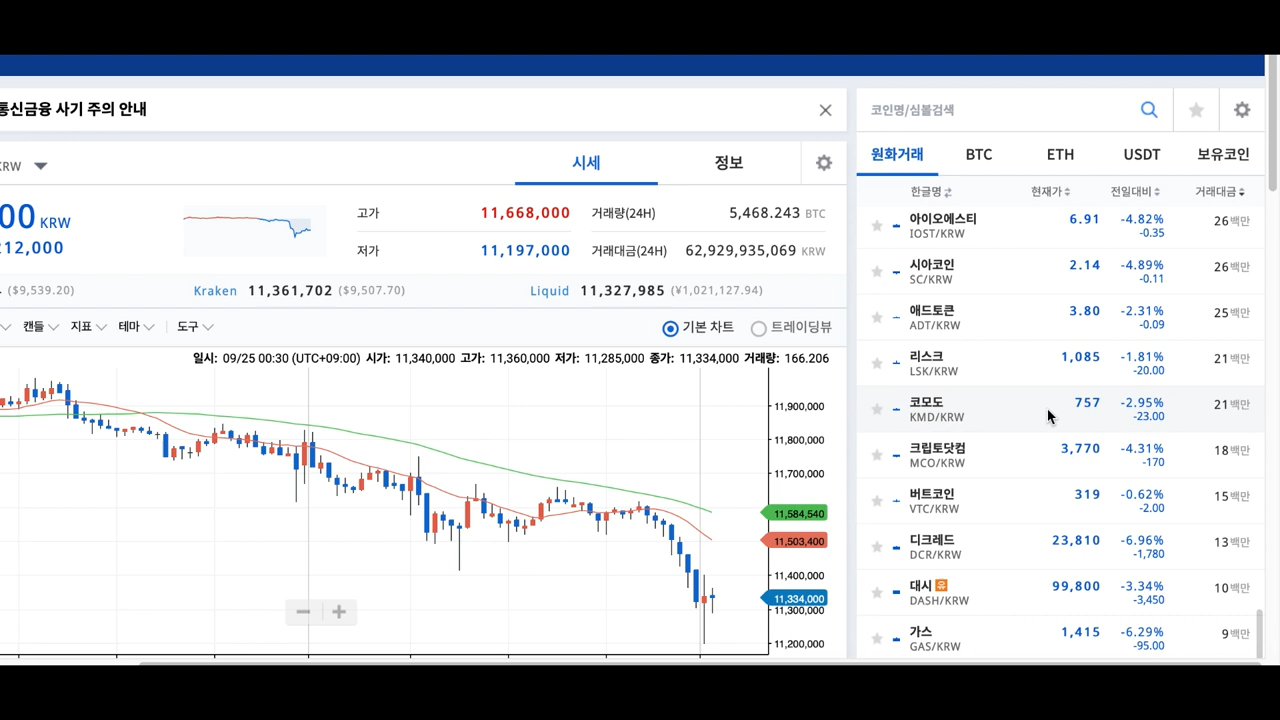 통신금융 사기 주의 안내
KRW
시세
정보
00 KRW
212,000
고가 11,668,000 거래량(24H) 5,468.243 BTC
저가 11,197,000 거래대금(24H) 62,929,935,069 KRW
($9,539.20) Kraken 11,361,702 ($9,507.70) Liquid 11,327,985 (¥1,021,127.94)
캔들 지표 테마 도구 기본 차트 트레이딩뷰
일시: 09/25 00:30 (UTC+09:00) 시가: 11,340,000 고가: 11,360,000 저가: 11,285,000 종가: 11,334,000 거래량: 166.206
11,900,000
11,800,000
11,700,000
11,584,540
11,503,400
11,400,000
11,334,000
11,300,000
11,200,000
코인명/심볼검색
원화거래 BTC ETH USDT 보유코인
한글명 현재가 전일대비 거래대금
아이오에스티 6.91 -4.82% 26백만
IOST/KRW -0.35
시아코인 2.14 -4.89% 26백만
SC/KRW -0.11
애드토큰 3.80 -2.31% 25백만
ADT/KRW -0.09
리스크 1,085 -1.81% 21백만
LSK/KRW -20.00
코모도 757 -2.95% 21백만
KMD/KRW -23.00
크립토닷컴 3,770 -4.31% 18백만
MCO/KRW -170
버트코인 319 -0.62% 15백만
VTC/KRW -2.00
디크레드 23,810 -6.96% 13백만
DCR/KRW -1,780
대시 유 99,800 -3.34% 10백만
DASH/KRW -3,450
가스 1,415 -6.29% 9백만
GAS/KRW -95.00